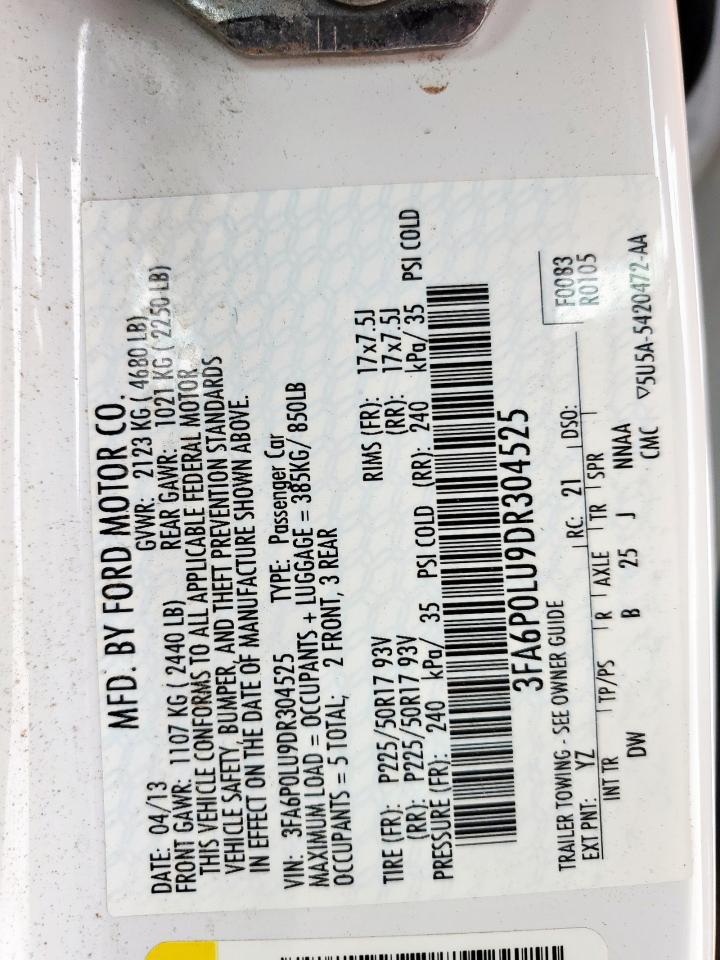 MFD. BY FORD MOTOR CO.
DATE: 04/13 GVWR: 2123 KG ( 4680 LB)
FRONT GAWR: 1107 KG ( 2440 LB) REAR GAWR: 1021 KG ( 2250 LB)
THIS VEHICLE CONFORMS TO ALL APPLICABLE FEDERAL MOTOR
VEHICLE SAFETY, BUMPER, AND THEFT PREVENTION STANDARDS
IN EFFECT ON THE DATE OF MANUFACTURE SHOWN ABOVE.
VIN: 3FA6P0LU9DR304525 TYPE: Passenger Car
MAXIMUM LOAD = OCCUPANTS + LUGGAGE = 385KG/ 850LB
OCCUPANTS = 5 TOTAL; 2 FRONT, 3 REAR
TIRE (FR): P225/50R17 93V RIMS (FR): 17x7.5J
(RR): P225/50R17 93V (RR): 17x7.5J
PRESSURE (FR): 240 kPa/ 35 PSI COLD (RR): 240 kPa/ 35 PSI COLD
3FA6P0LU9DR304525
TRAILER TOWING - SEE OWNER GUIDE F0083
EXT PNT: YZ RC: 21 DSO: R0105
INT TR TP/PS R AXLE TR SPR
DW B 25 J NNAA
CMC ▽5U5A-5420472-AA